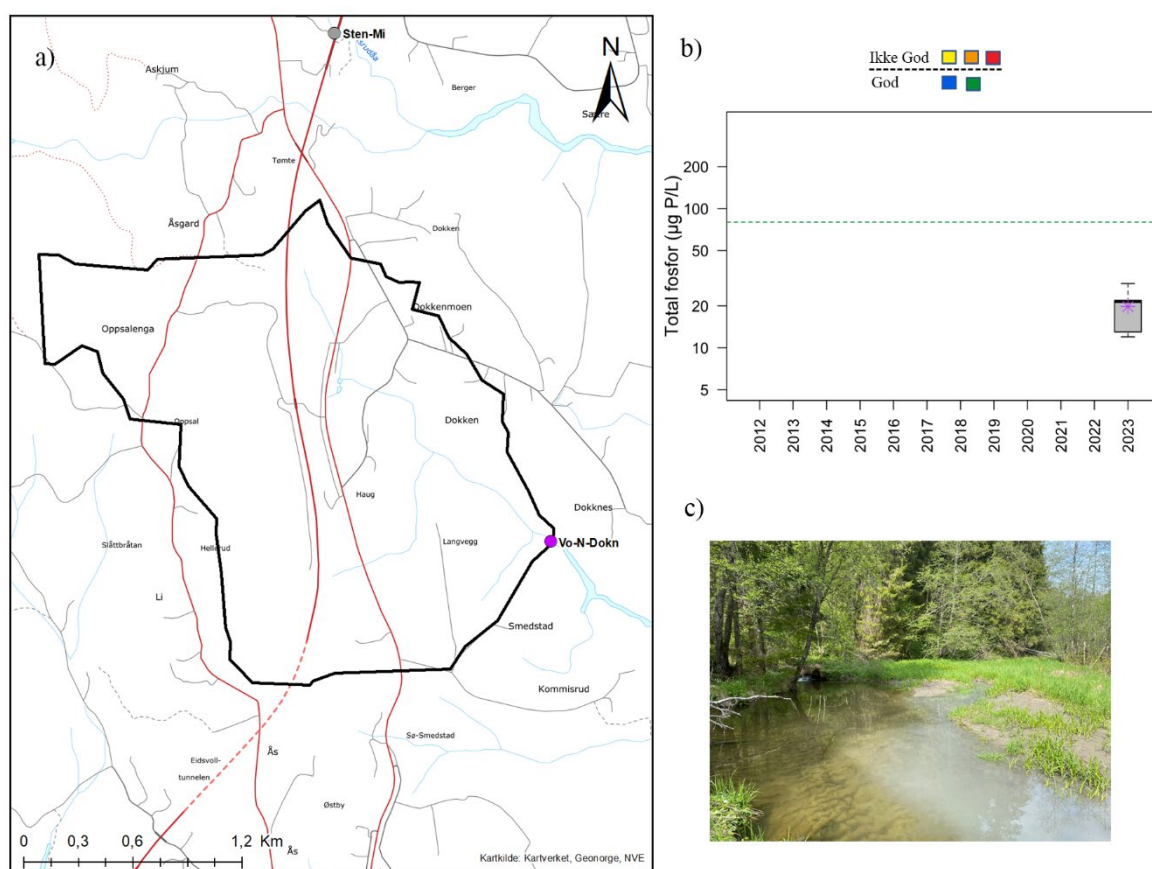 a)
Sten-Mi
N
Askjum
Berger
Sætre
Tømte
Åsgard
Dokken
Dokkenmoen
Oppsalenga
Oppsal
Dokken
Haug
Dokknes
Slåttbråtan
Hellerud
Langvegg
Vo-N-Dokn
Li
Smedstad
Kommisrud
Sø-Smedstad
Ås
Eidsvoll-
tunnelen
Østby
0 0,3 0,6 1,2 Km
Ås
Kartkilde: Kartverket, Geonorge, NVE
b)
Ikke God
God
Total fosfor (µg P/L)
200
100
50
20
10
5
2012 2013 2014 2015 2016 2017 2018 2019 2020 2021 2022 2023
c)